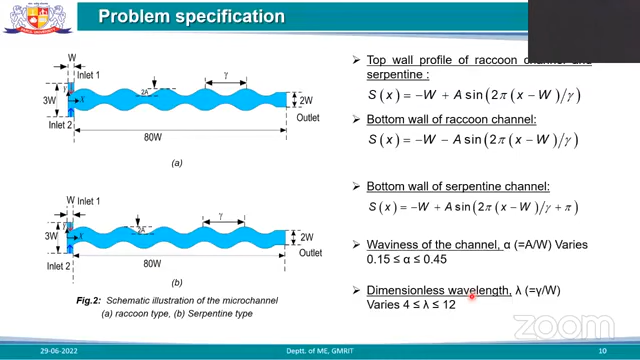 Problem specification
W
Inlet 1
2A
γ
3W
2W
Inlet 2
Outlet
80W
(a)
W
Inlet 1
2A
γ
3W
2W
Inlet 2
Outlet
80W
(b)
Fig.2: Schematic illustration of the microchannel
(a) raccoon type, (b) Serpentine type
Top wall profile of raccoon channel and
serpentine :
S(x) = −W + A sin(2π(x − W)/γ)
Bottom wall of raccoon channel:
S(x) = −W − A sin(2π(x − W)/γ)
Bottom wall of serpentine channel:
S(x) = −W + A sin(2π(x − W)/γ + π)
Waviness of the channel, α (=A/W) Varies
0.15 ≤ α ≤ 0.45
Dimensionless wavelength, λ (=γ/W)
Varies 4 ≤ λ ≤ 12
zoom
29-06-2022
Deptt. of ME, GMRIT
10